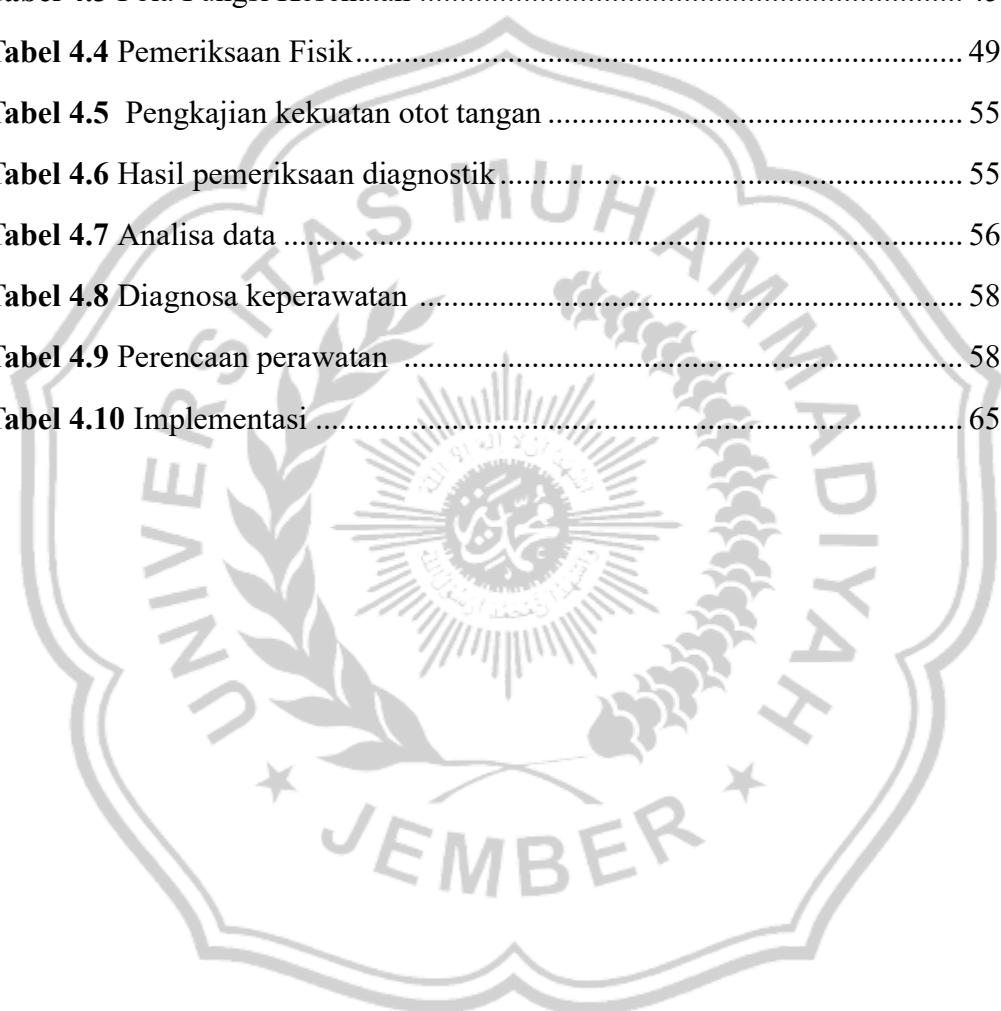 Tabel 4.4 Pemeriksaan Fisik.......................................................................... 49
Tabel 4.5 Pengkajian kekuatan otot tangan ...................................................... 55
Tabel 4.6 Hasil pemeriksaan diagnostik............................................................ 55
Tabel 4.7 Analisa data ..................................................................................... 56
Tabel 4.8 Diagnosa keperawatan .................................................................... 58
Tabel 4.9 Perencaan perawatan ...................................................................... 58
Tabel 4.10 Implementasi ................................................................................. 65
UNIVERSITAS MUHAMMADIYAH
JEMBER